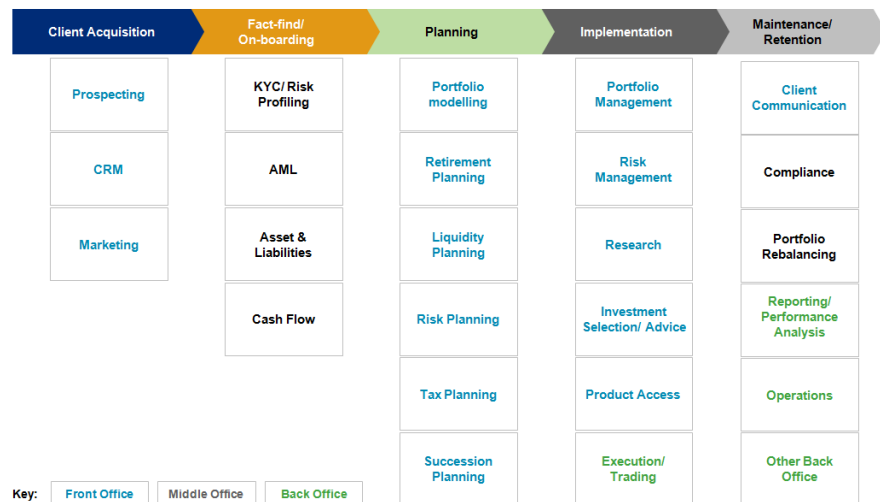 Client Acquisition
Fact-find/
On-boarding
Planning
Implementation
Maintenance/
Retention
Prospecting
CRM
Marketing
KYC/ Risk
Profiling
AML
Asset &
Liabilities
Cash Flow
Portfolio
modelling
Retirement
Planning
Liquidity
Planning
Risk Planning
Tax Planning
Succession
Planning
Portfolio
Management
Risk
Management
Research
Investment
Selection/ Advice
Product Access
Execution/
Trading
Client
Communication
Compliance
Portfolio
Rebalancing
Reporting/
Performance
Analysis
Operations
Other Back
Office
Key:
Front Office
Middle Office
Back Office